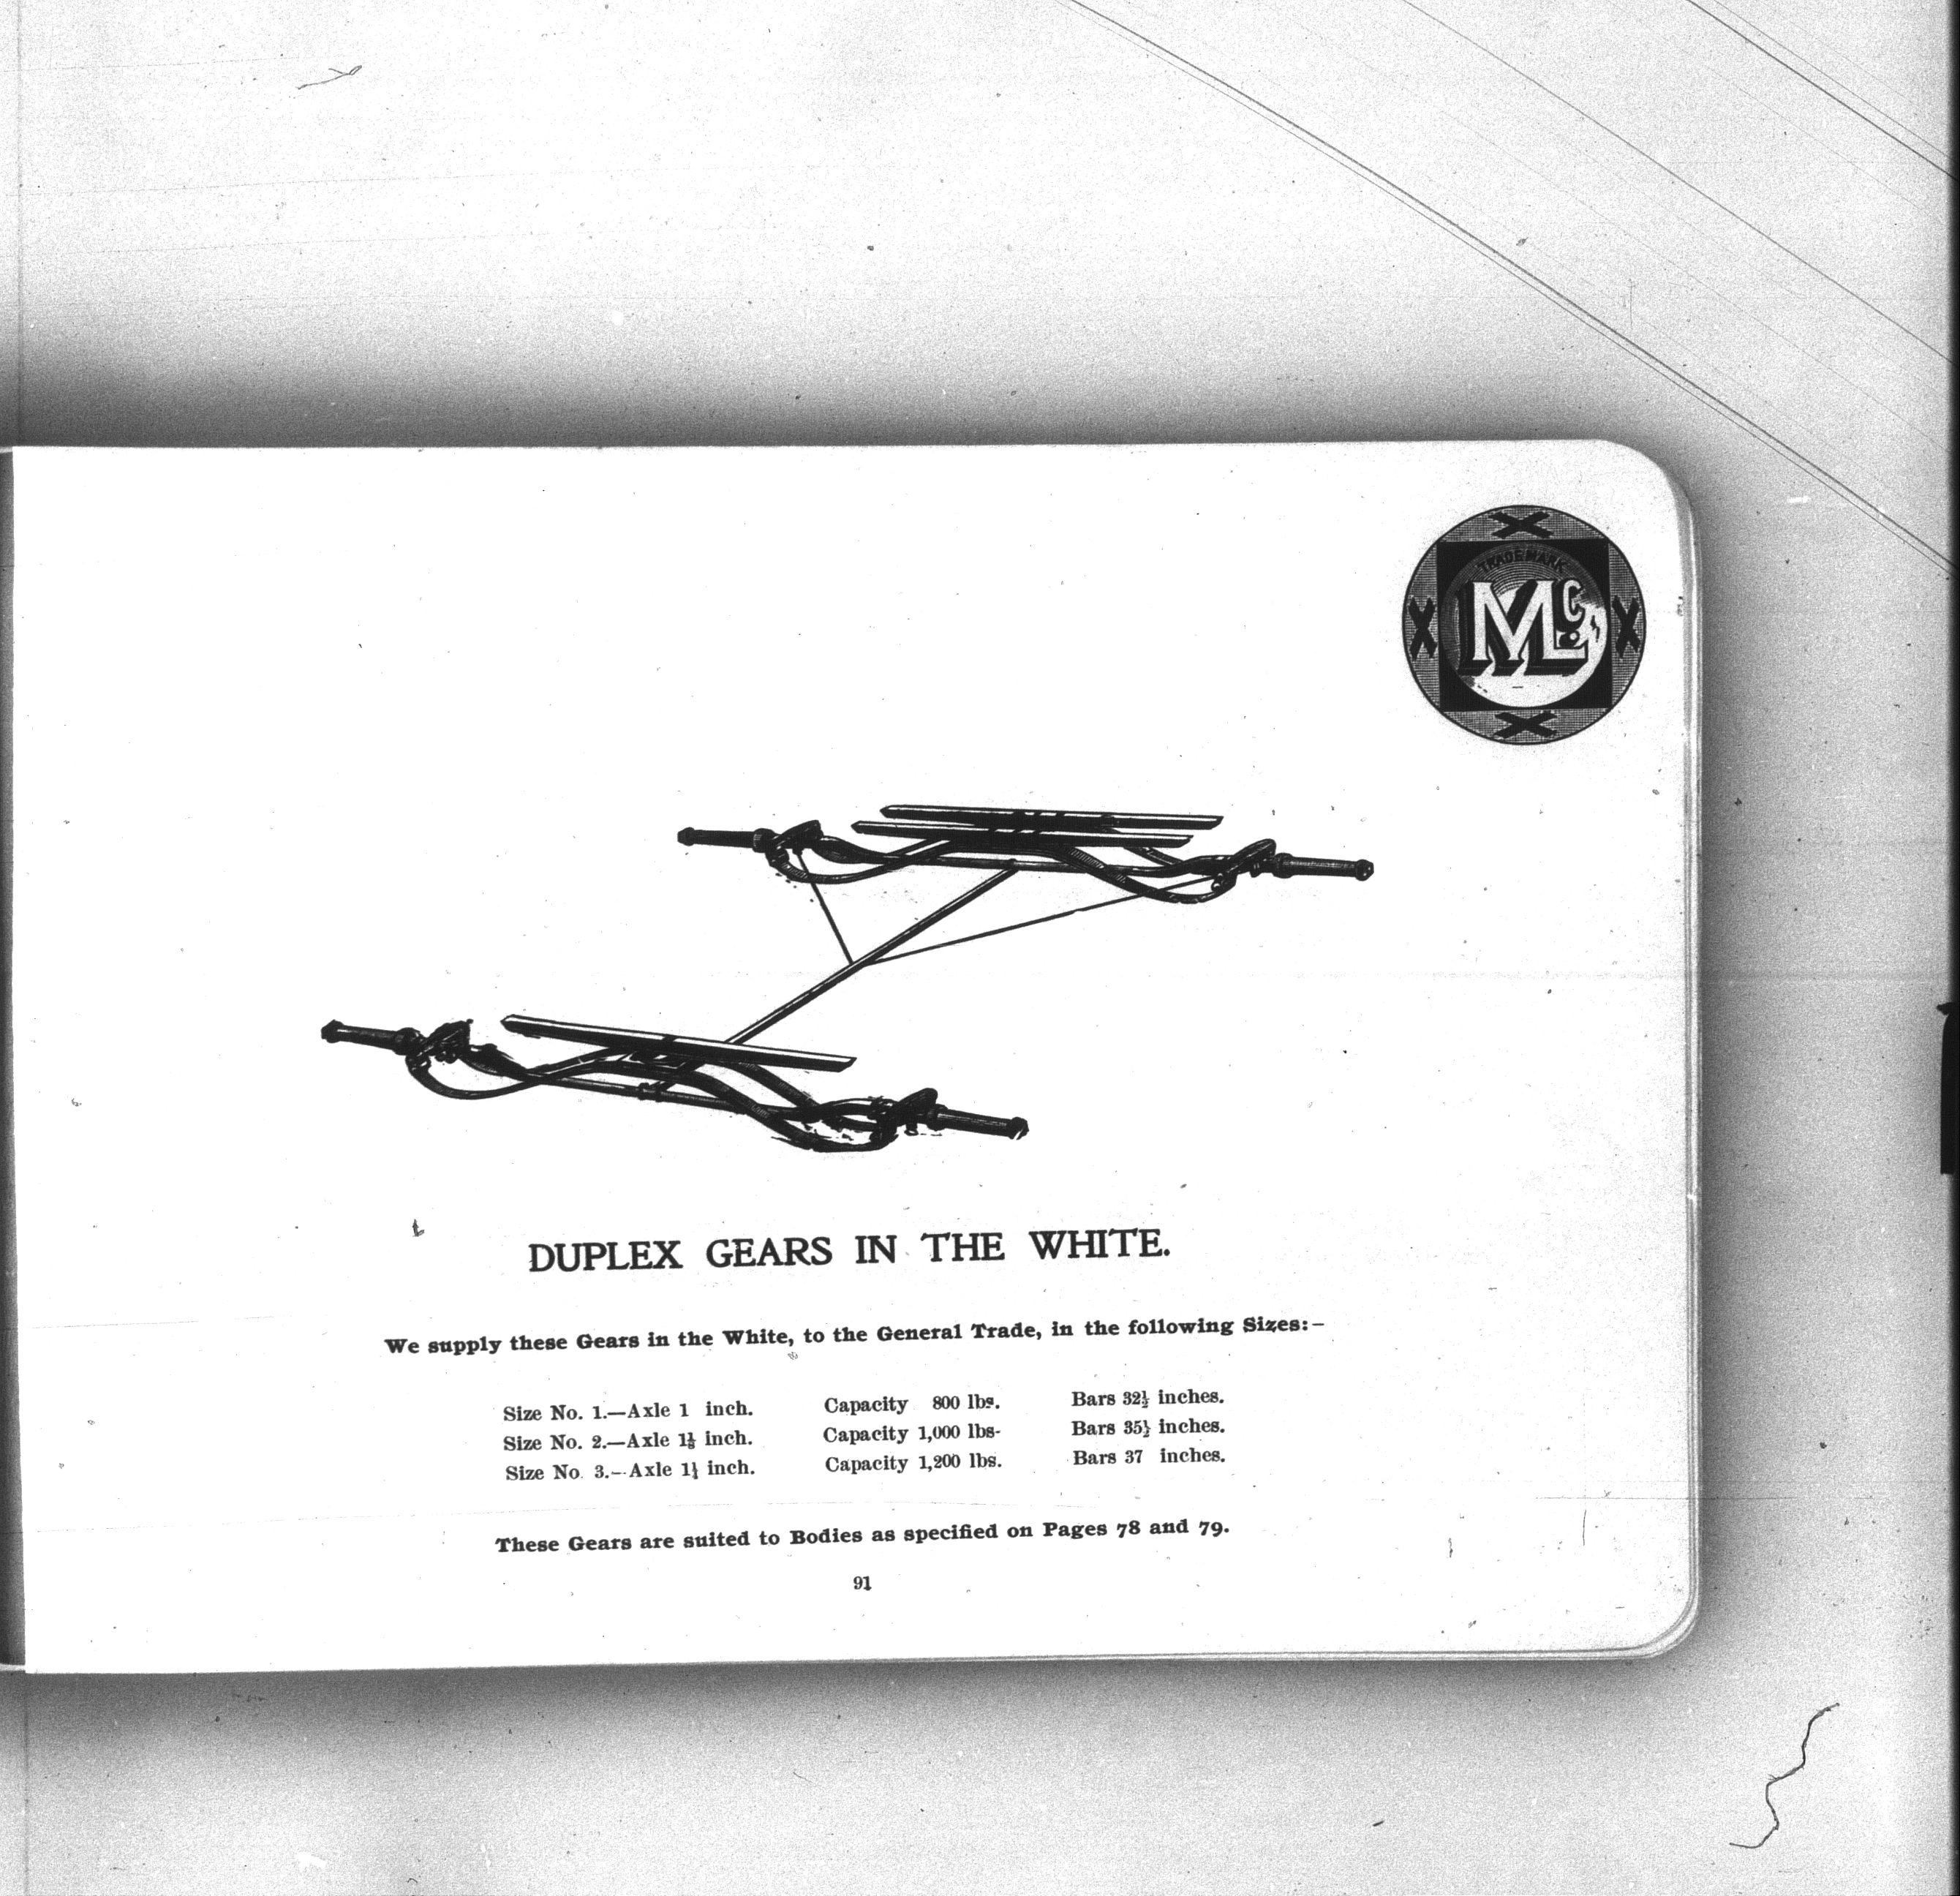 TRADE MARK
McL
DUPLEX GEARS IN THE WHITE.
We supply these Gears in the White, to the General Trade, in the following Sizes:—
Size No. 1.—Axle 1 inch. Capacity 800 lbs. Bars 32½ inches.
Size No. 2.—Axle 1⅛ inch. Capacity 1,000 lbs- Bars 35½ inches.
Size No. 3.—Axle 1¼ inch. Capacity 1,200 lbs. Bars 37 inches.
These Gears are suited to Bodies as specified on Pages 78 and 79.
91